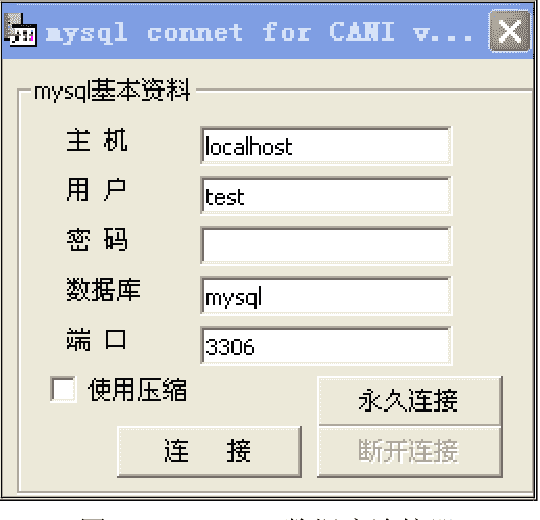 mysql connet for CANI v...
mysql基本资料
主 机
localhost
用 户
test
密 码
数据库
mysql
端 口
3306
使用压缩
永久连接
连 接
断开连接